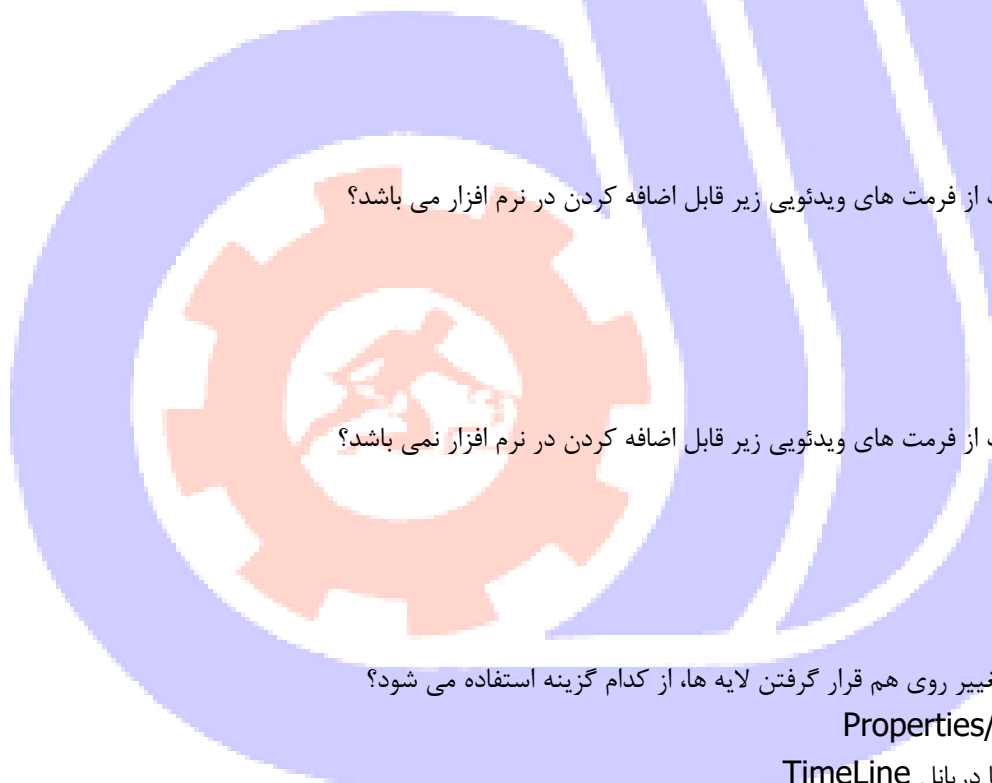 از فرمت های ویدئویی زیر قابل اضافه کردن در نرم افزار می باشد؟
از فرمت های ویدئویی زیر قابل اضافه کردن در نرم افزار نمی باشد؟
روی هم قرار گرفتن لایه ها، از کدام گزینه استفاده می شود؟
Properties/
در پانل TimeLine